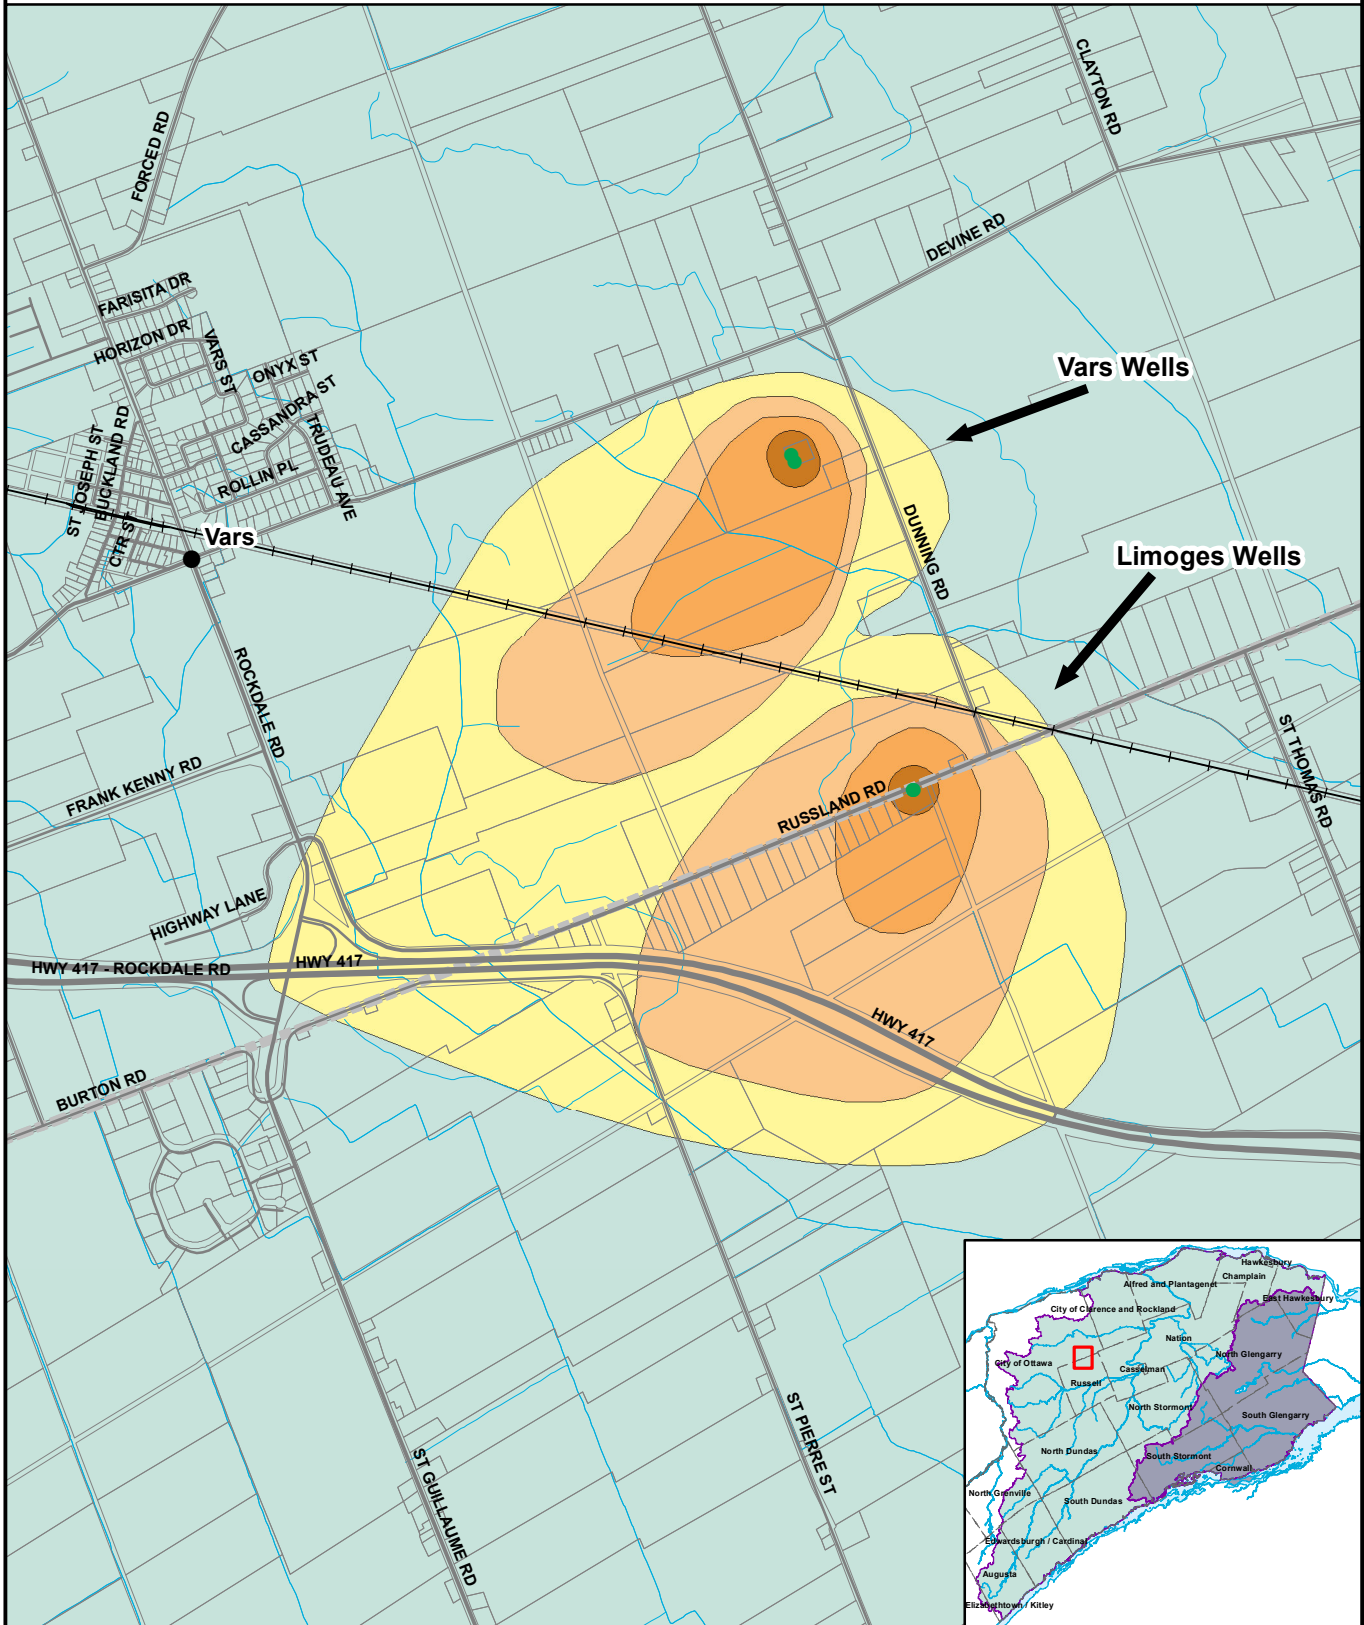 CLAYTON RD
FORCED RD
DEVINE RD
FARISITA DR
HORIZON DR
VARS ST
ONYX ST
CASSANDRA ST
TRUDEAU AVE
ROLLIN PL
ST JOSEPH ST
BUCKLAND RD
CTR ST
Vars
Vars Wells
DUNNING RD
Limoges Wells
ROCKDALE RD
FRANK KENNY RD
ST THOMAS RD
RUSSLAND RD
HIGHWAY LANE
HWY 417 - ROCKDALE RD
HWY 417
HWY 417
BURTON RD
ST PIERRE ST
ST GUILLAUME RD
Hawkesbury
Champlain
Alfred and Plantagenet
East Hawkesbury
City of Clarence and Rockland
Nation
North Glengarry
City of Ottawa
Casselman
Russell
North Stormont
South Glengarry
North Dundas
South Stormont
Cornwall
North Grenville
South Dundas
Edwardsburgh / Cardinal
Augusta
Elizabethtown / Kitley